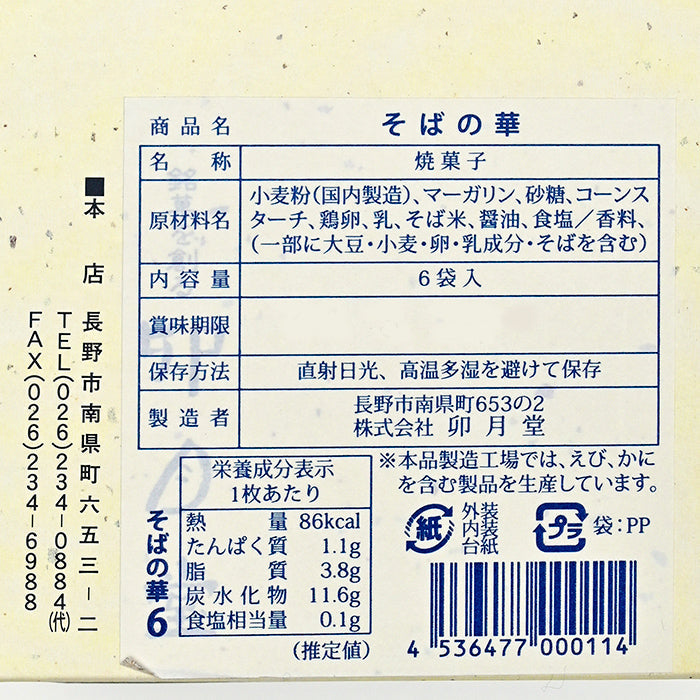 商品名 そばの華
名称 焼菓子
原材料名 小麦粉(国内製造)、マーガリン、砂糖、コーンス
ターチ、鶏卵、乳、そば米、醤油、食塩／香料、
(一部に大豆・小麦・卵・乳成分・そばを含む)
内容量 6袋入
賞味期限
保存方法 直射日光、高温多湿を避けて保存
製造者 長野市南県町653の2
株式会社 卯月堂
栄養成分表示
1枚あたり
熱量 86kcal
たんぱく質 1.1g
脂質 3.8g
炭水化物 11.6g
食塩相当量 0.1g
(推定値)
そばの華6
※本品製造工場では、えび、かに
を含む製品を生産しています。
紙
外装
内装
台紙
プラ
袋:PP
4 536477 000114
■本店 長野市南県町六五三ー二
TEL(026)234-0884(代)
FAX(026)234-6988